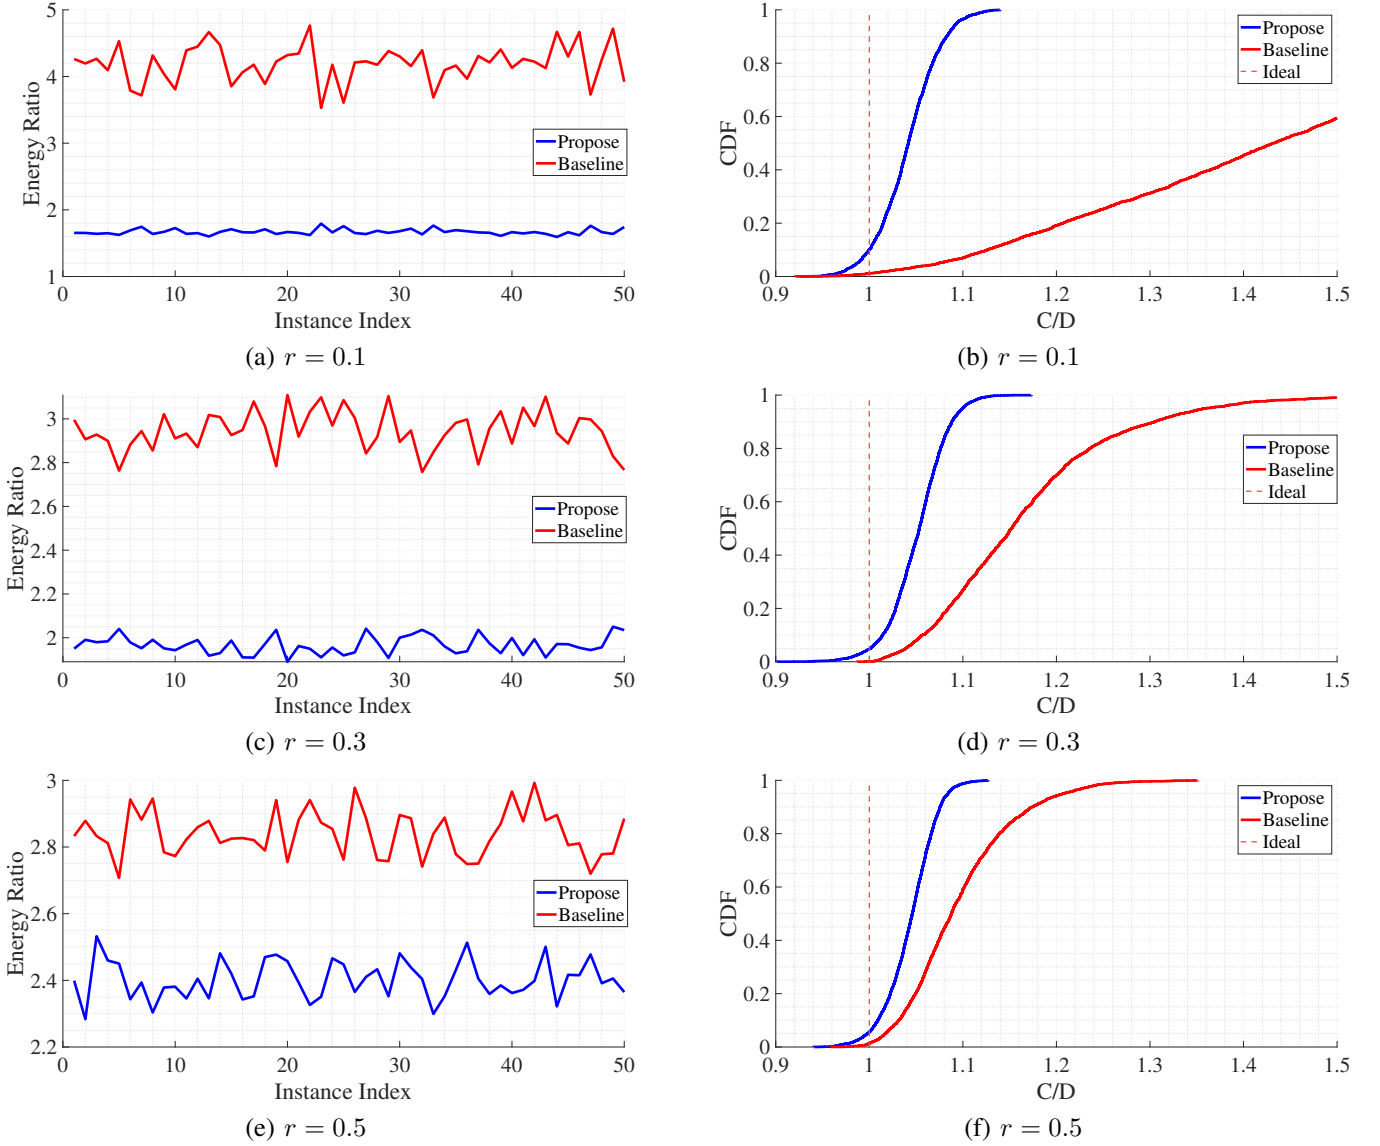 5
4
3
2
1
Energy Ratio
Propose
Baseline
0 10 20 30 40 50
Instance Index
(a) r = 0.1
1
0.8
0.6
0.4
0.2
0
CDF
Propose
Baseline
Ideal
0.9 1 1.1 1.2 1.3 1.4 1.5
C/D
(b) r = 0.1
3
2.8
2.6
2.4
2.2
2
Energy Ratio
Propose
Baseline
0 10 20 30 40 50
Instance Index
(c) r = 0.3
1
0.8
0.6
0.4
0.2
0
CDF
Propose
Baseline
Ideal
0.9 1 1.1 1.2 1.3 1.4 1.5
C/D
(d) r = 0.3
3
2.8
2.6
2.4
2.2
Energy Ratio
Propose
Baseline
0 10 20 30 40 50
Instance Index
(e) r = 0.5
1
0.8
0.6
0.4
0.2
0
CDF
Propose
Baseline
Ideal
0.9 1 1.1 1.2 1.3 1.4 1.5
C/D
(f) r = 0.5